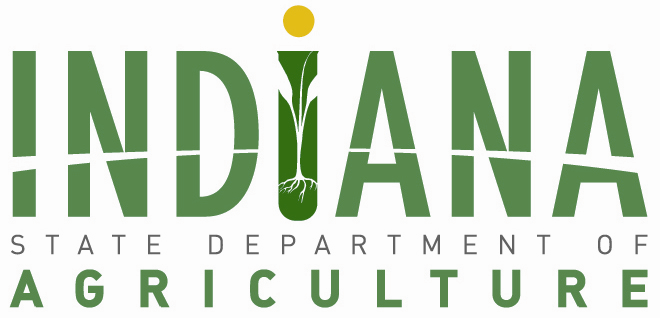 INDiANA
STATE DEPARTMENT OF
AGRICULTURE